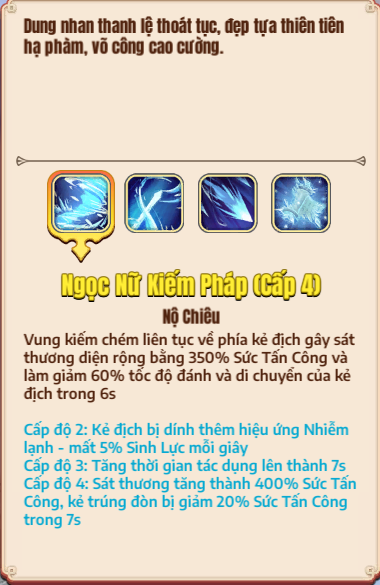 Dung nhan thanh lệ thoát tục, đẹp tựa thiên tiên
hạ phàm, võ công cao cường.
Ngọc Nữ Kiếm Pháp (Cấp 4)
Nộ Chiêu
Vung kiếm chém liên tục về phía kẻ địch gây sát
thương diện rộng bằng 350% Sức Tấn Công và
làm giảm 60% tốc độ đánh và di chuyển của kẻ
địch trong 6s
Cấp độ 2: Kẻ địch bị dính thêm hiệu ứng Nhiễm
lạnh - mất 5% Sinh Lực mỗi giây
Cấp độ 3: Tăng thời gian tác dụng lên thành 7s
Cấp độ 4: Sát thương tăng thành 400% Sức Tấn
Công, kẻ trúng đòn bị giảm 20% Sức Tấn Công
trong 7s